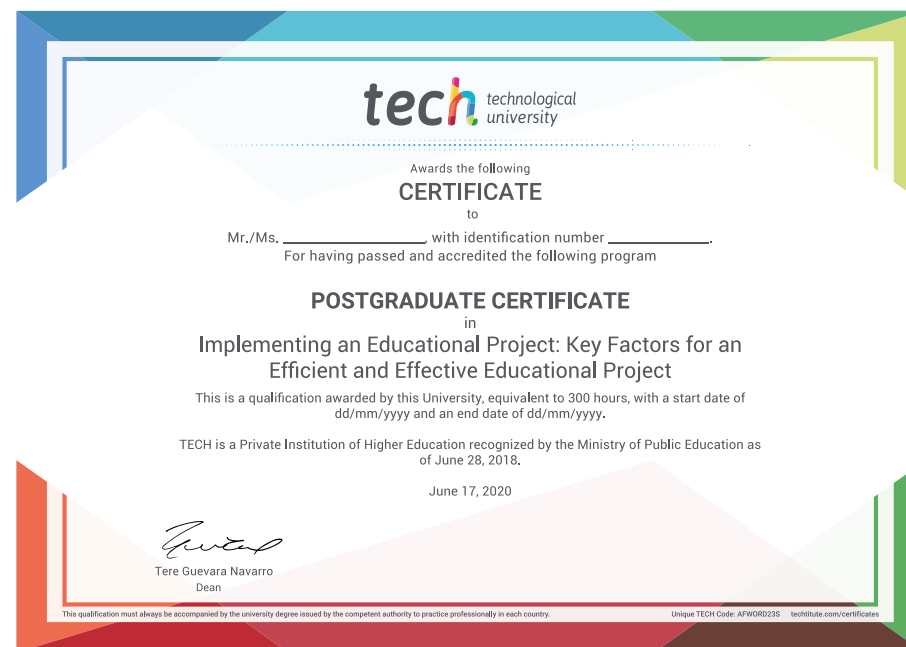 tech technological
university
Awards the following
CERTIFICATE
to
Mr./Ms. ____________, with identification number ____________.
For having passed and accredited the following program
POSTGRADUATE CERTIFICATE
in
Implementing an Educational Project: Key Factors for an
Efficient and Effective Educational Project
This is a qualification awarded by this University, equivalent to 300 hours, with a start date of
dd/mm/yyyy and an end date of dd/mm/yyyy.
TECH is a Private Institution of Higher Education recognized by the Ministry of Public Education as
of June 28, 2018.
June 17, 2020
Tere Guevara Navarro
Dean
This qualification must always be accompanied by the university degree issued by the competent authority to practice professionally in each country.
Unique TECH Code: AFWORD23S techtitute.com/certificates